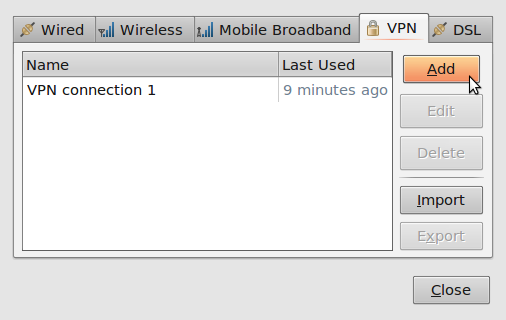 Wired Wireless Mobile Broadband VPN DSL
Name Last Used
VPN connection 1 9 minutes ago
Add
Edit
Delete
Import
Export
Close